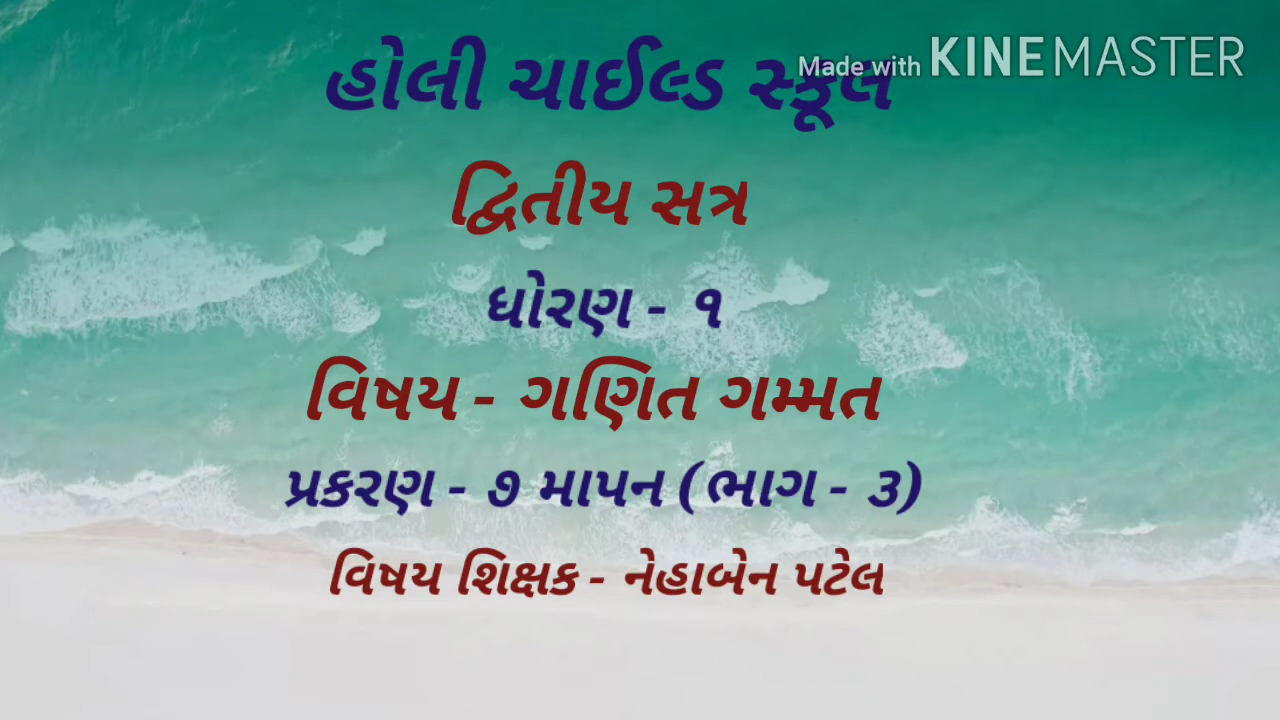 હોલી ચાઈલ્ડ સ્કૂલ
Made with KINEMASTER
દ્વિતીય સત્ર
ધોરણ - ૧
વિષય - ગણિત ગમ્મત
પ્રકરણ - ૭ માપન (ભાગ - ૩)
વિષય શિક્ષક - નેહાબેન પટેલ